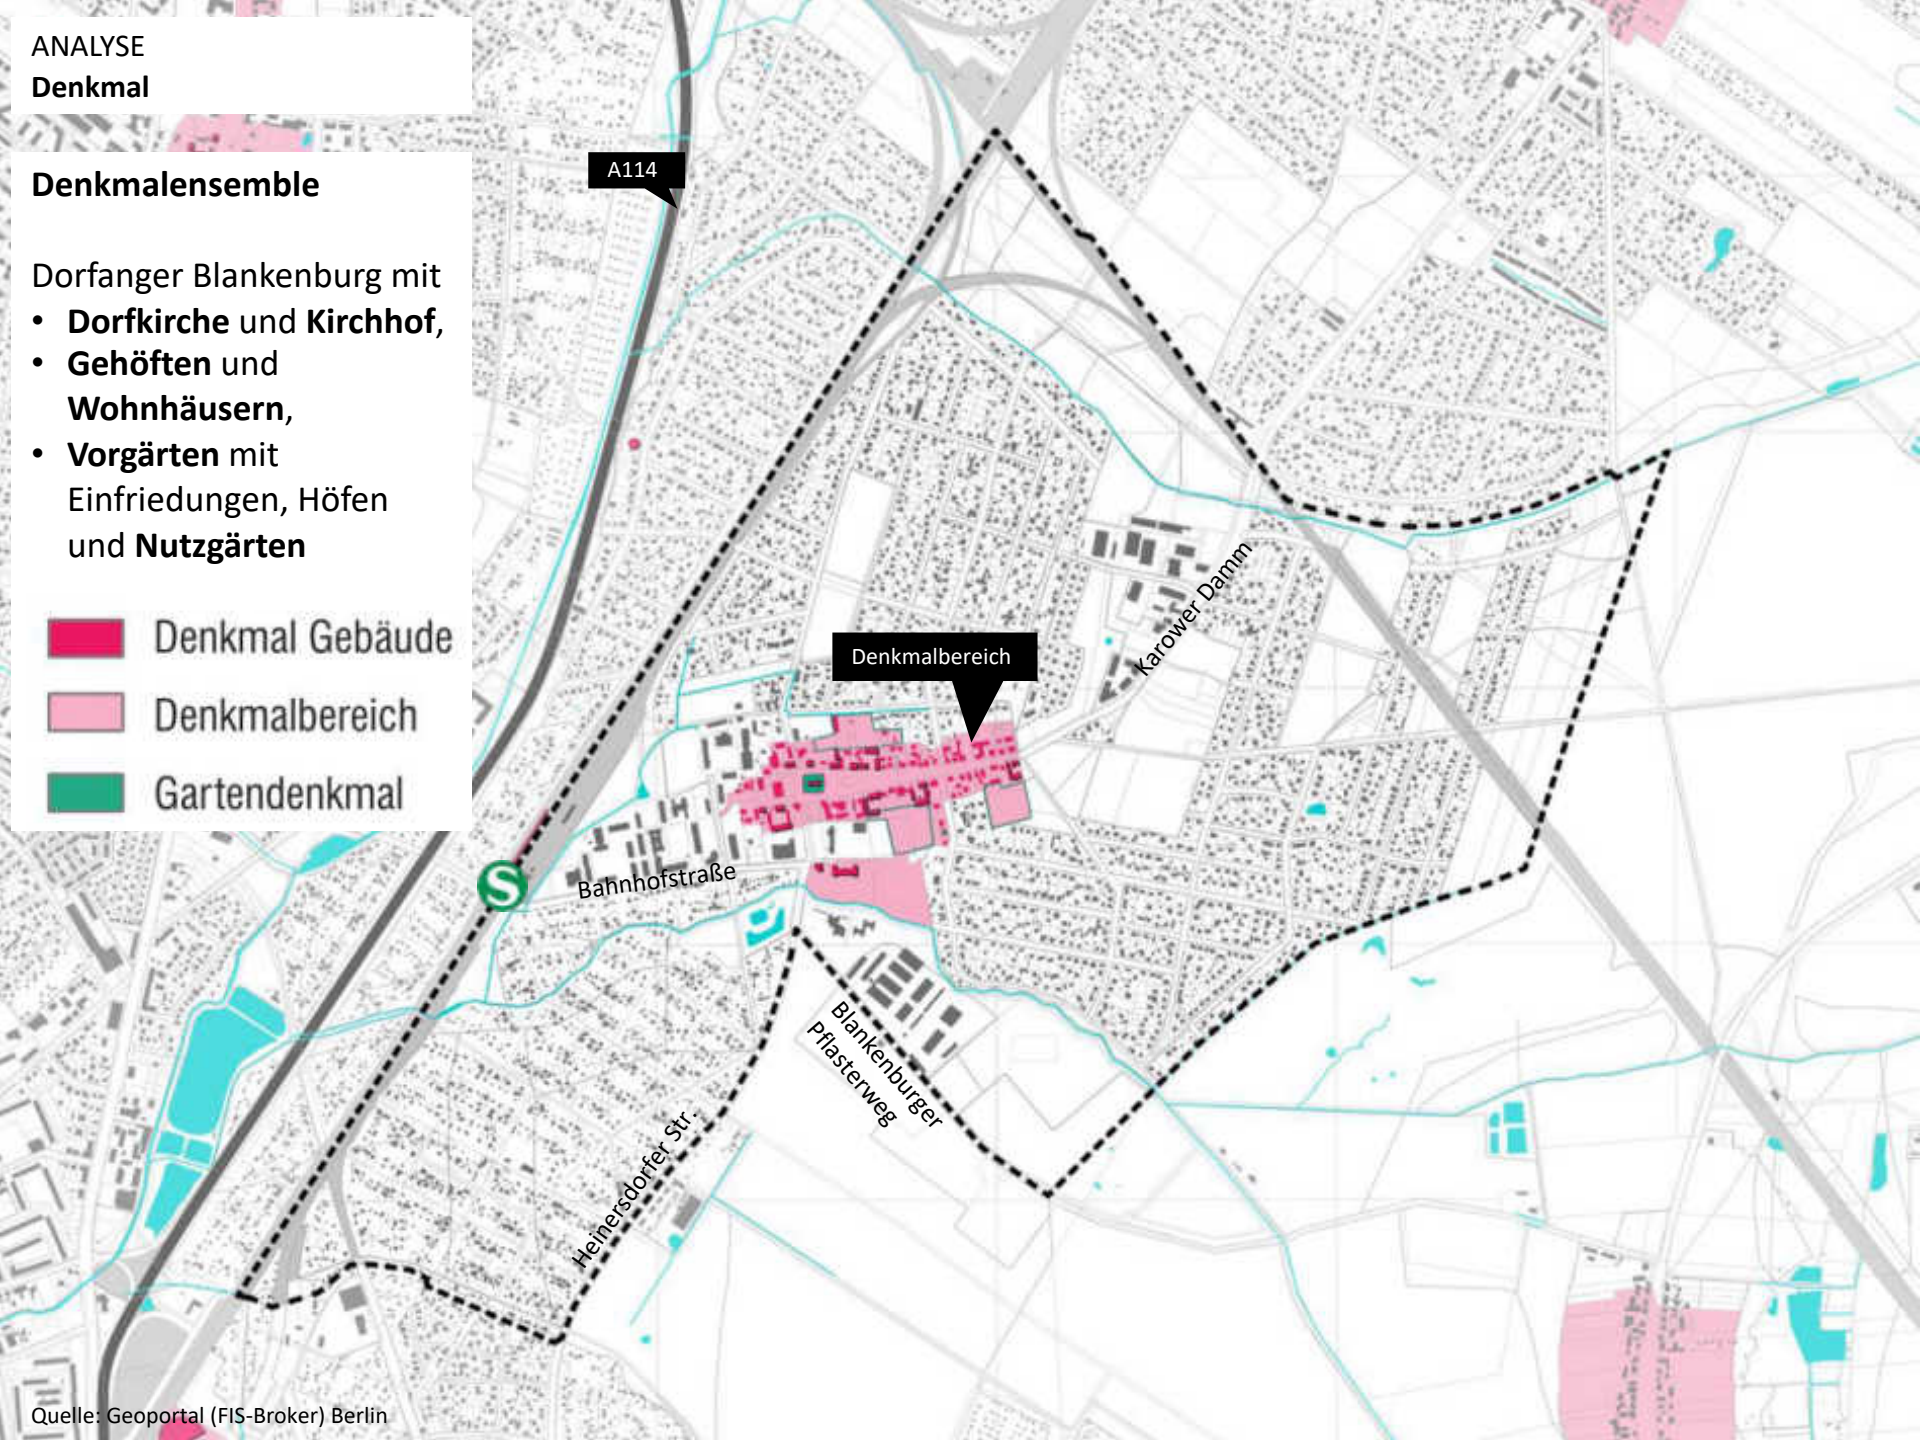 ANALYSE
Denkmal
Denkmalensemble
Dorfanger Blankenburg mit
• Dorfkirche und Kirchhof,
• Gehöften und
Wohnhäusern,
• Vorgärten mit
Einfriedungen, Höfen
und Nutzgärten
Denkmal Gebäude
Denkmalbereich
Gartendenkmal
A114
Denkmalbereich
Karower Damm
S
Bahnhofstraße
Blankenburger
Pflasterweg
Heinersdorfer Str.
Quelle: Geoportal (FIS-Broker) Berlin